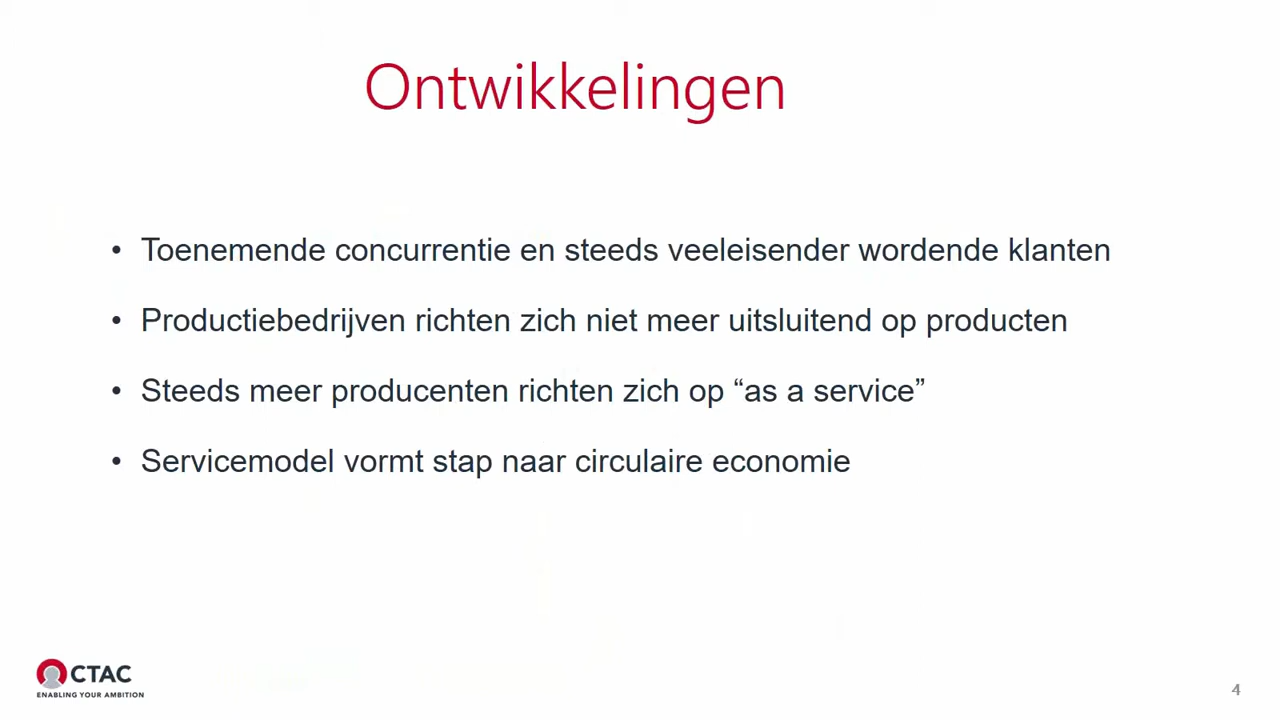 Ontwikkelingen
• Toenemende concurrentie en steeds veeleisender wordende klanten
• Productiebedrijven richten zich niet meer uitsluitend op producten
• Steeds meer producenten richten zich op “as a service”
• Servicemodel vormt stap naar circulaire economie
CTAC
ENABLING YOUR AMBITION
4